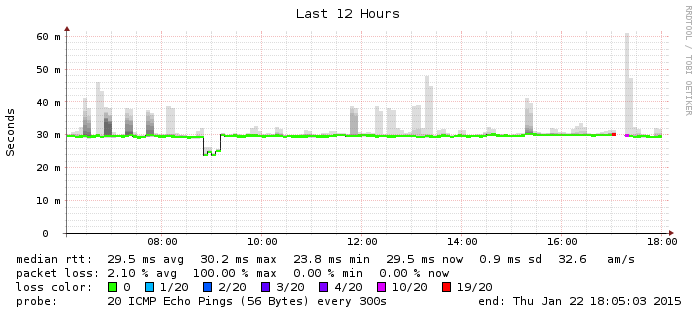 Last 12 Hours
RRDTOOL / TOBI OETIKER
Seconds
60 m
50 m
40 m
30 m
20 m
10 m
0
08:00 10:00 12:00 14:00 16:00 18:00
median rtt: 29.5 ms avg 30.2 ms max 23.8 ms min 29.5 ms now 0.9 ms sd 32.6 am/s
packet loss: 2.10 % avg 100.00 % max 0.00 % min 0.00 % now
loss color: 0 1/20 2/20 3/20 4/20 10/20 19/20
probe: 20 ICMP Echo Pings (56 Bytes) every 300s end: Thu Jan 22 18:05:03 2015